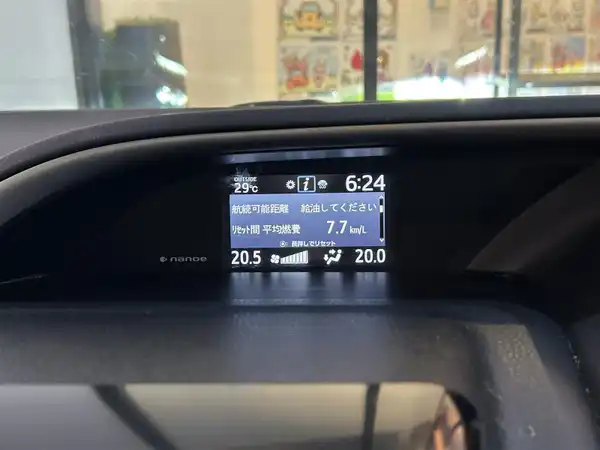 OUTSIDE
29℃
i
6:24
航続可能距離 給油してください
ﾘｾｯﾄ間 平均燃費 7.7 km/L
長押しでリセット
nanoe
20.5
20.0